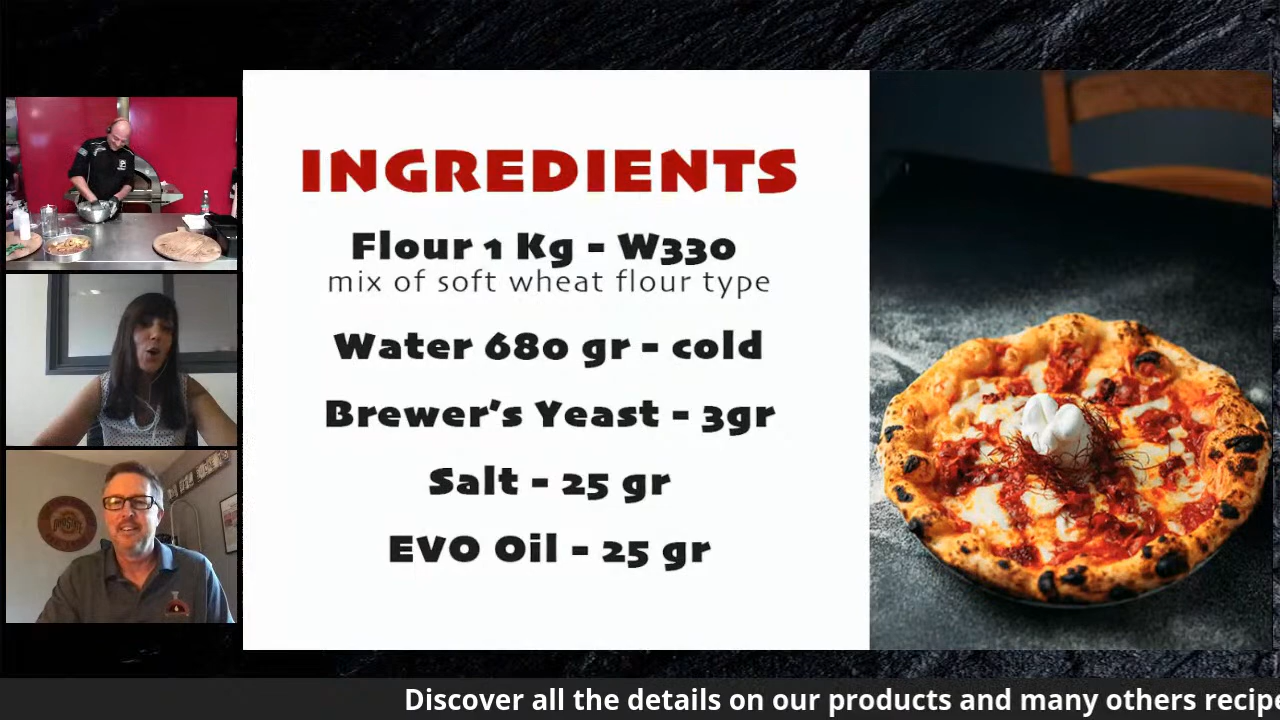 INGREDIENTS
Flour 1 Kg - W330
mix of soft wheat flour type
Water 680 gr - cold
Brewer's Yeast - 3gr
Salt - 25 gr
EVO Oil - 25 gr
Discover all the details on our products and many others recip